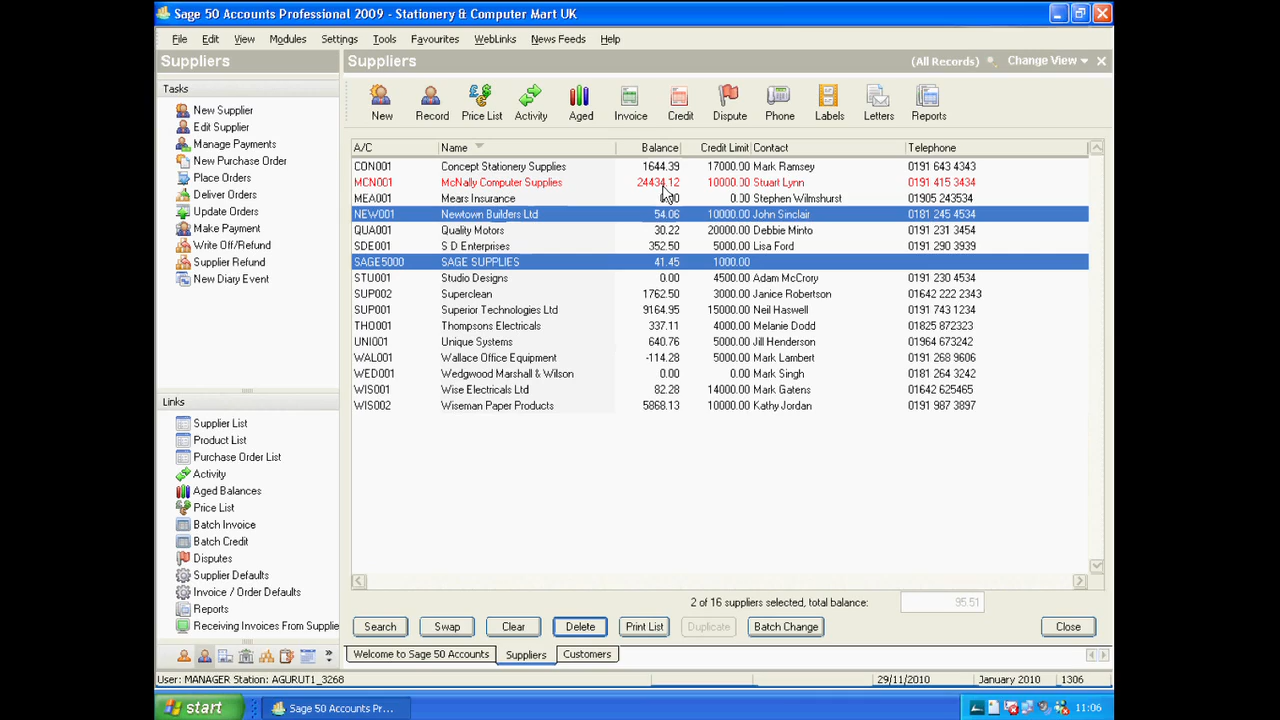 Sage 50 Accounts Professional 2009 - Stationery & Computer Mart UK
File Edit View Modules Settings Tools Favourites WebLinks News Feeds Help
Suppliers
Suppliers (All Records) Change View
Tasks
New Supplier
Edit Supplier
Manage Payments
New Purchase Order
Place Orders
Deliver Orders
Update Orders
Make Payment
Write Off/Refund
Supplier Refund
New Diary Event
Links
Supplier List
Product List
Purchase Order List
Activity
Aged Balances
Price List
Batch Invoice
Batch Credit
Disputes
Supplier Defaults
Invoice / Order Defaults
Reports
Receiving Invoices From Supplie
New Record Price List Activity Aged Invoice Credit Dispute Phone Labels Letters Reports
A/C Name Balance Credit Limit Contact Telephone
CON001 Concept Stationery Supplies 1644.39 17000.00 Mark Ramsey 0191 643 4343
MCN001 McNally Computer Supplies 24434.12 10000.00 Stuart Lynn 0191 415 3434
MEA001 Mears Insurance 0.00 Stephen Wilmshurst 01905 243534
NEW001 Newtown Builders Ltd 54.06 10000.00 John Sinclair 0181 245 4534
QUA001 Quality Motors 30.22 20000.00 Debbie Minto 0191 231 3454
SDE001 S D Enterprises 352.50 5000.00 Lisa Ford 0191 290 3939
SAGE5000 SAGE SUPPLIES 41.45 1000.00
STU001 Studio Designs 0.00 4500.00 Adam McCrory 0191 230 4534
SUP002 Superclean 1762.50 3000.00 Janice Robertson 01642 222 2343
SUP001 Superior Technologies Ltd 9164.95 15000.00 Neil Haswell 0191 743 1234
THO001 Thompsons Electricals 337.11 4000.00 Melanie Dodd 01825 872323
UNI001 Unique Systems 640.76 5000.00 Jill Henderson 01964 673242
WAL001 Wallace Office Equipment -114.28 5000.00 Mark Lambert 0191 268 9606
WED001 Wedgwood Marshall & Wilson 0.00 0.00 Mark Singh 0181 264 3242
WIS001 Wise Electricals Ltd 82.28 14000.00 Mark Gatens 01642 625465
WIS002 Wiseman Paper Products 5868.13 10000.00 Kathy Jordan 0191 987 3897
2 of 16 suppliers selected, total balance: 95.51
Search Swap Clear Delete Print List Duplicate Batch Change Close
Welcome to Sage 50 Accounts Suppliers Customers
User: MANAGER Station: AGURUT1_3268 29/11/2010 January 2010 1306
start Sage 50 Accounts Pr... 11:06